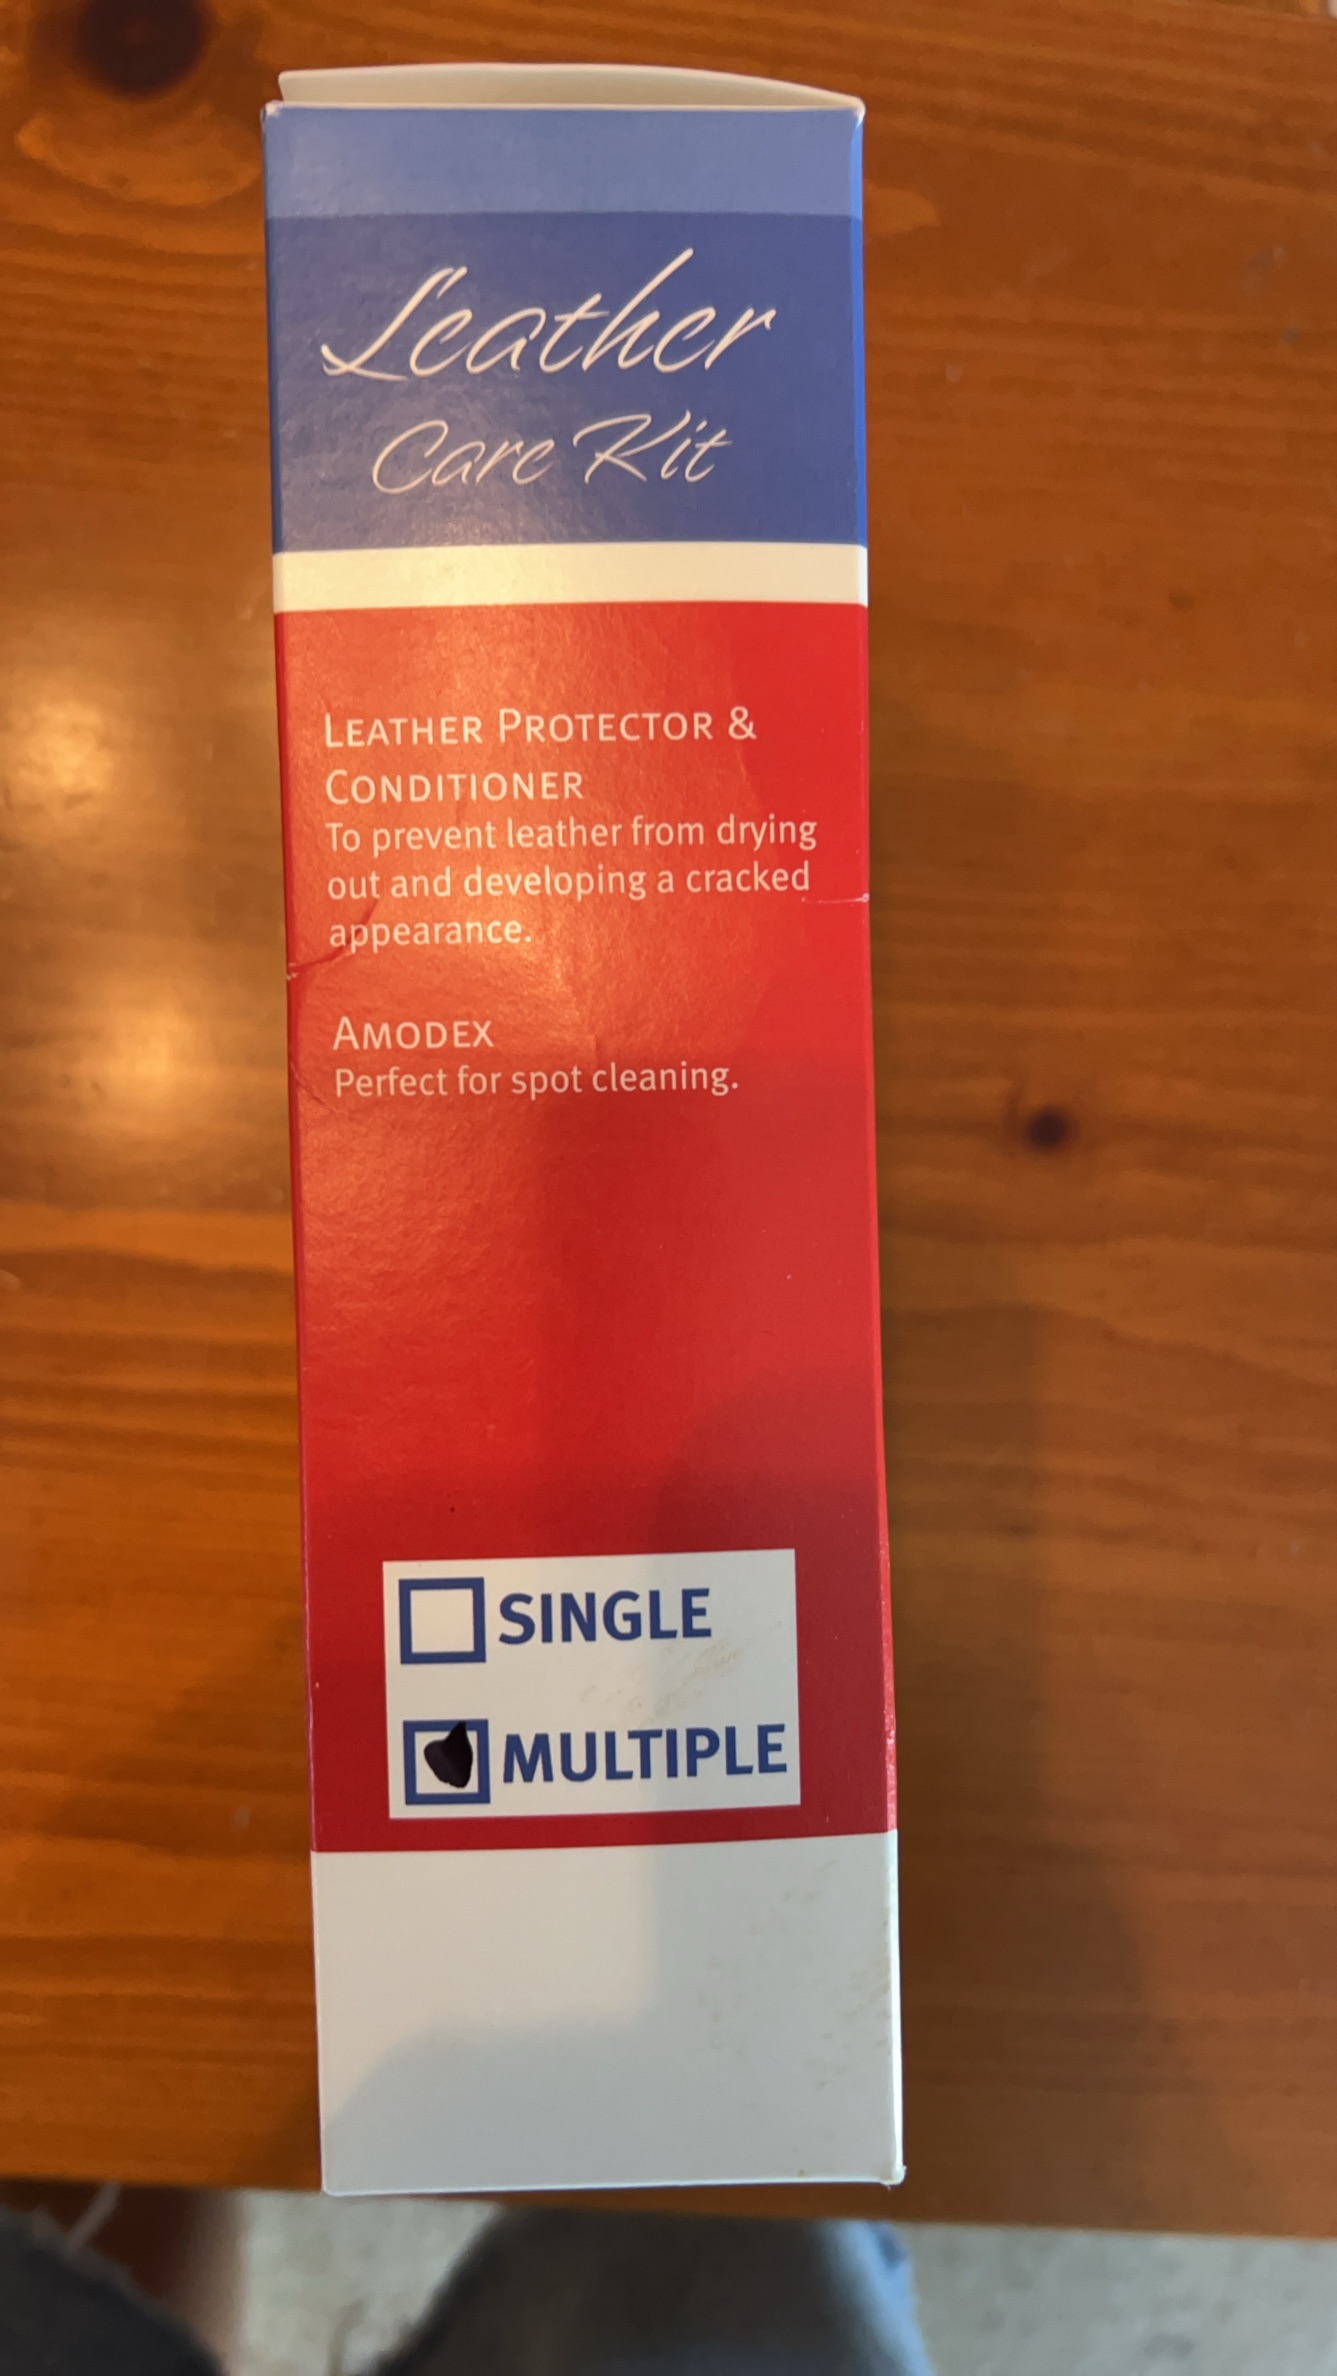 Leather
Care Kit
LEATHER PROTECTOR &
CONDITIONER
To prevent leather from drying
out and developing a cracked
appearance.
AMODEX
Perfect for spot cleaning.
SINGLE
MULTIPLE